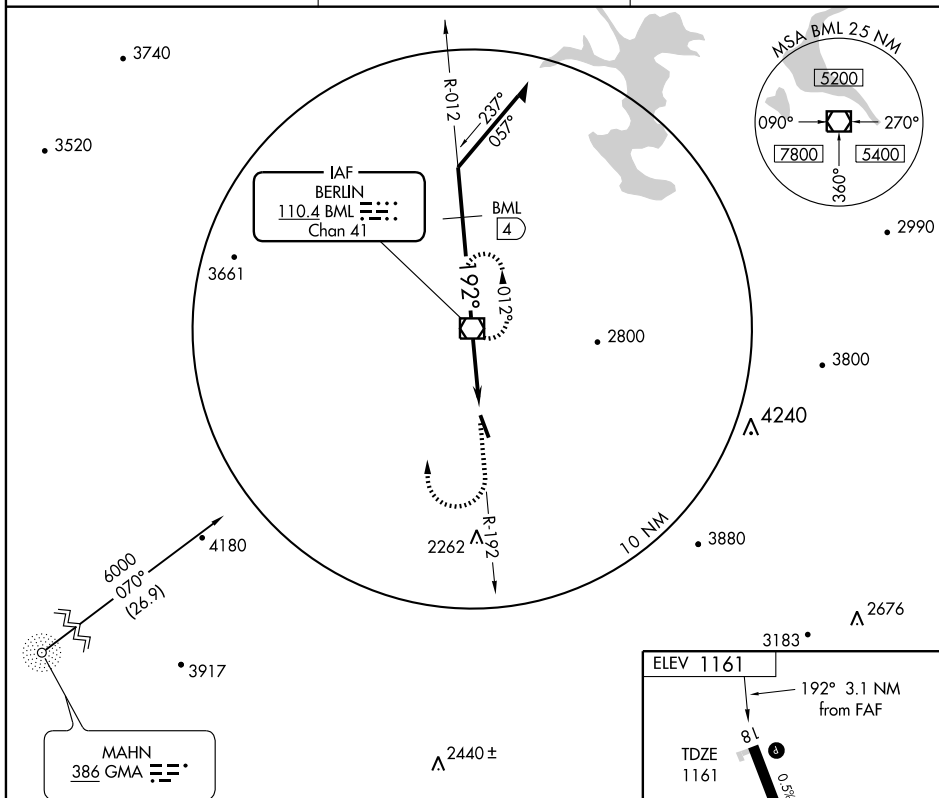 3740
3520
R-012
237°
057°
MSA BML 25 NM
5200
090°
270°
7800
5400
360°
IAF
BERLIN
110.4 BML
Chan 41
BML
4
2990
3661
192°
012°
2800
3800
4240
R-192
2262
10 NM
3880
4180
6000
070°
(26.9)
2676
3183
3917
ELEV 1161
192° 3.1 NM
from FAF
18
P
TDZE
1161
0.5%
L
MAHN
386 GMA
2440 ±